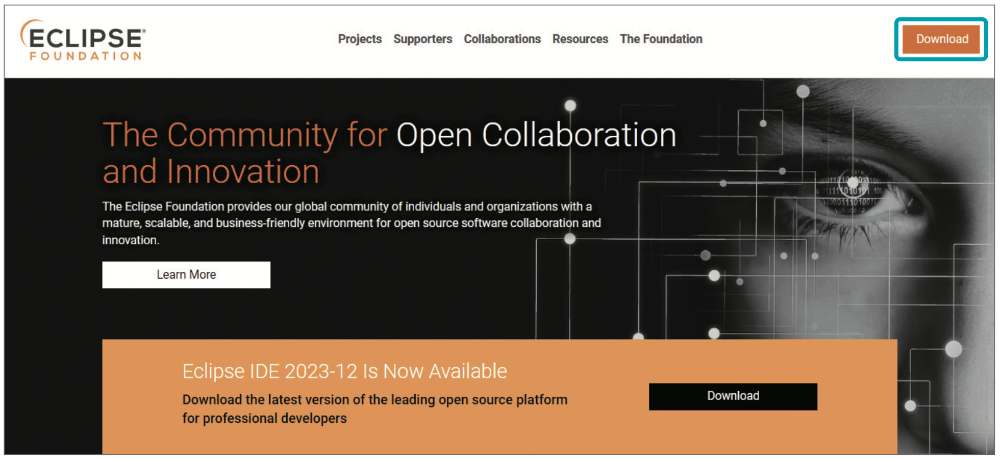 ECLIPSE®
FOUNDATION
Projects Supporters Collaborations Resources The Foundation
Download
The Community for Open Collaboration
and Innovation
The Eclipse Foundation provides our global community of individuals and organizations with a
mature, scalable, and business-friendly environment for open source software collaboration and
innovation.
Learn More
Eclipse IDE 2023-12 Is Now Available
Download the latest version of the leading open source platform
for professional developers
Download